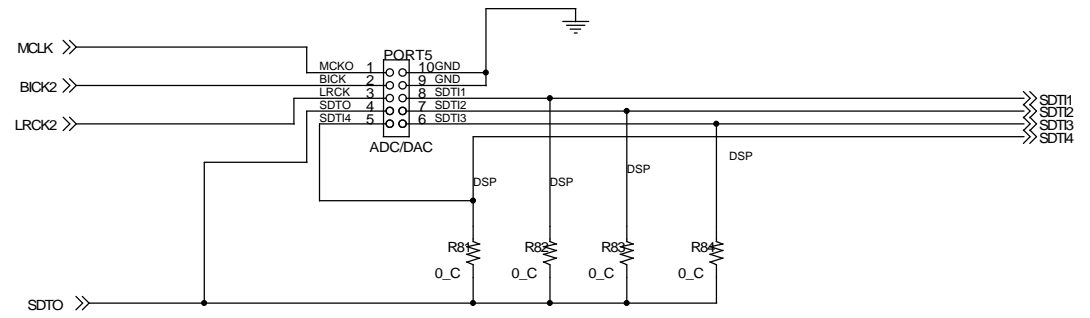 MCLK
PORT5
MCKO 1 10 GND
BICK 2 9 GND
BICK2
LRCK 3 8 SDTI1
SDTI1
SDTO 4 7 SDTI2
SDTI2
LRCK2
SDTI4 5 6 SDTI3
SDTI3
SDTI4
ADC/DAC
DSP
DSP
DSP
DSP
R81
R82
R83
R84
0_C
0_C
0_C
0_C
SDTO